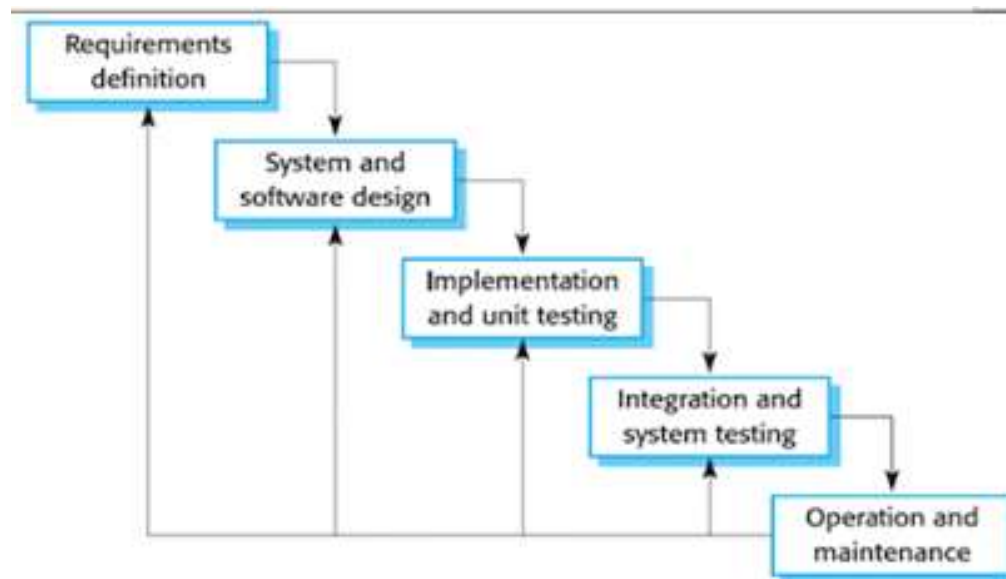 Requirements
definition
System and
software design
Implementation
and unit testing
Integration and
system testing
Operation and
maintenance